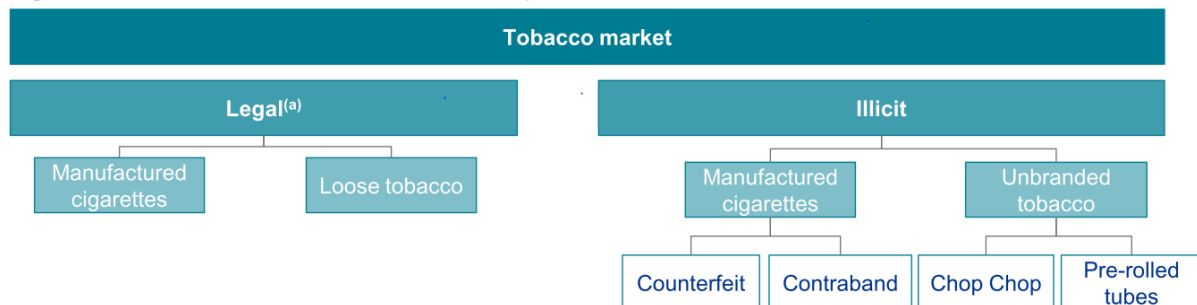 Tobacco market
Legal(a)
Illicit
Manufactured
cigarettes
Loose tobacco
Manufactured
cigarettes
Unbranded
tobacco
Counterfeit
Contraband
Chop Chop
Pre-rolled
tubes